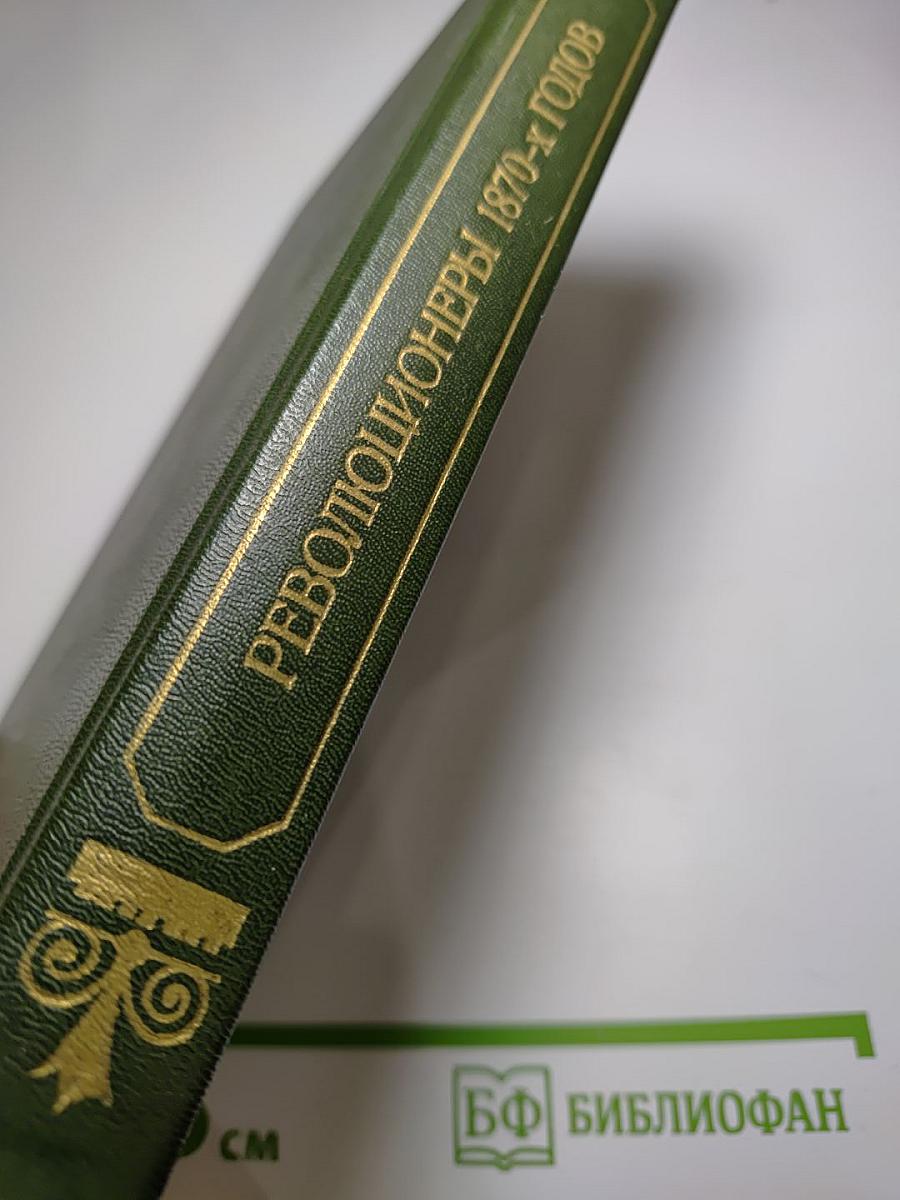 РЕВОЛЮЦИОНЕРЫ 1870-х ГОДОВ
см
БФ БИБЛИОФАН